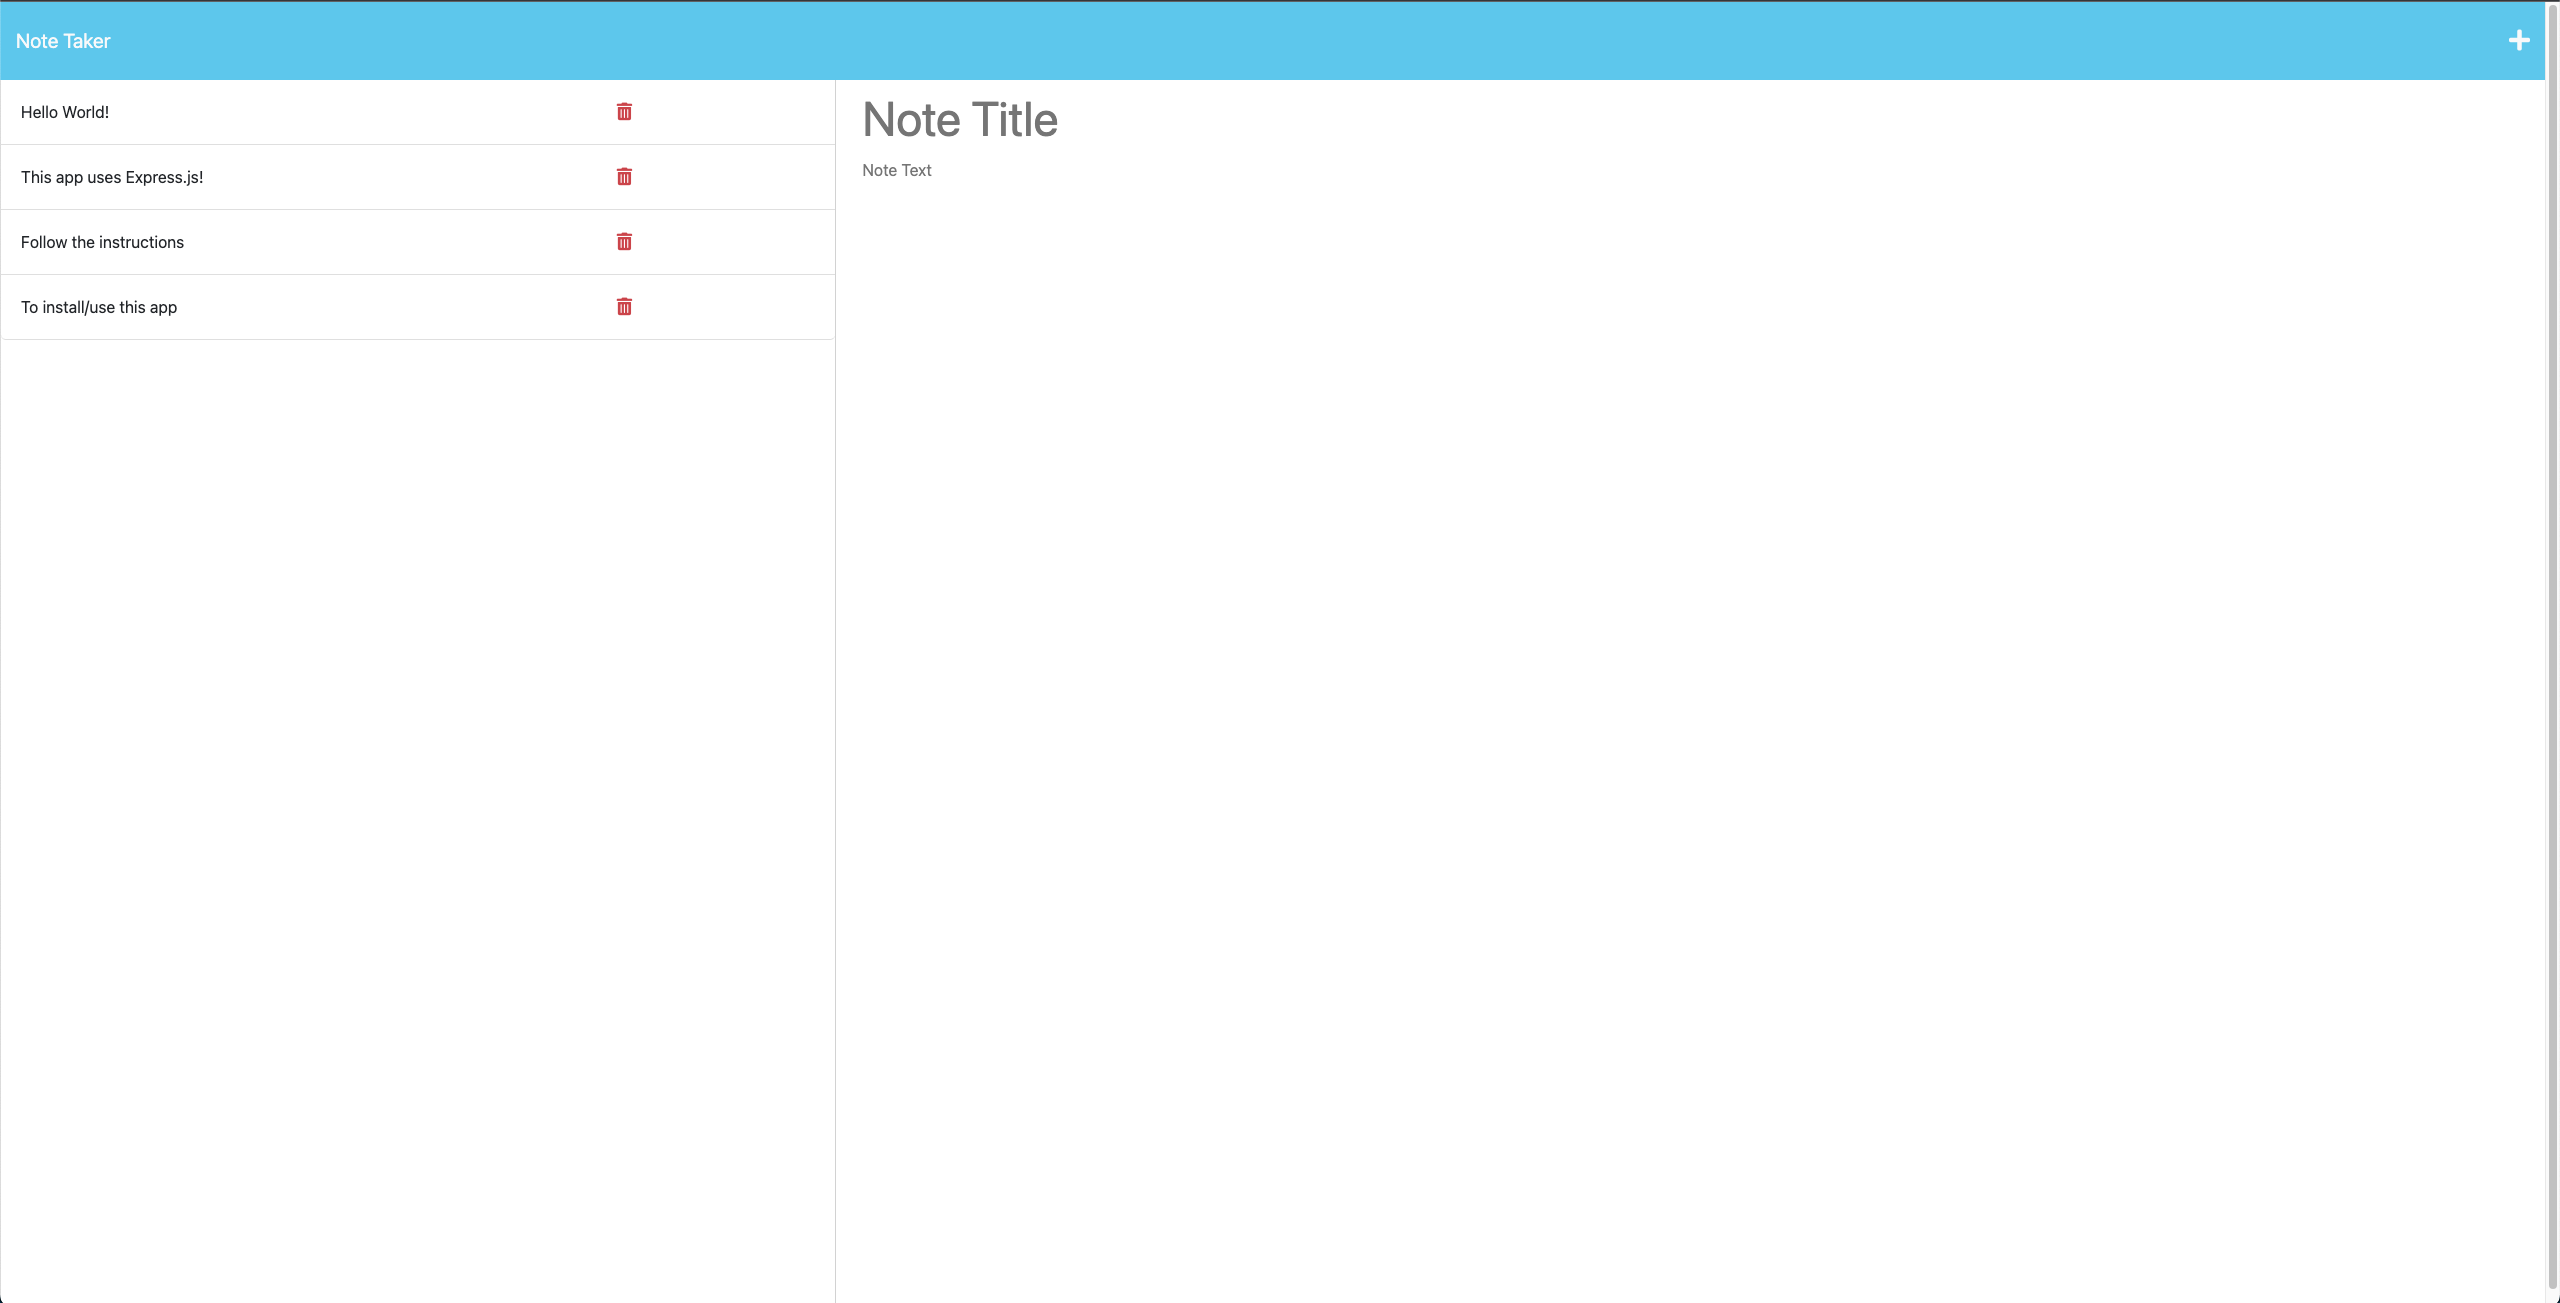 Note Taker
Hello World!
This app uses Express.js!
Follow the instructions
To install/use this app
Note Title
Note Text